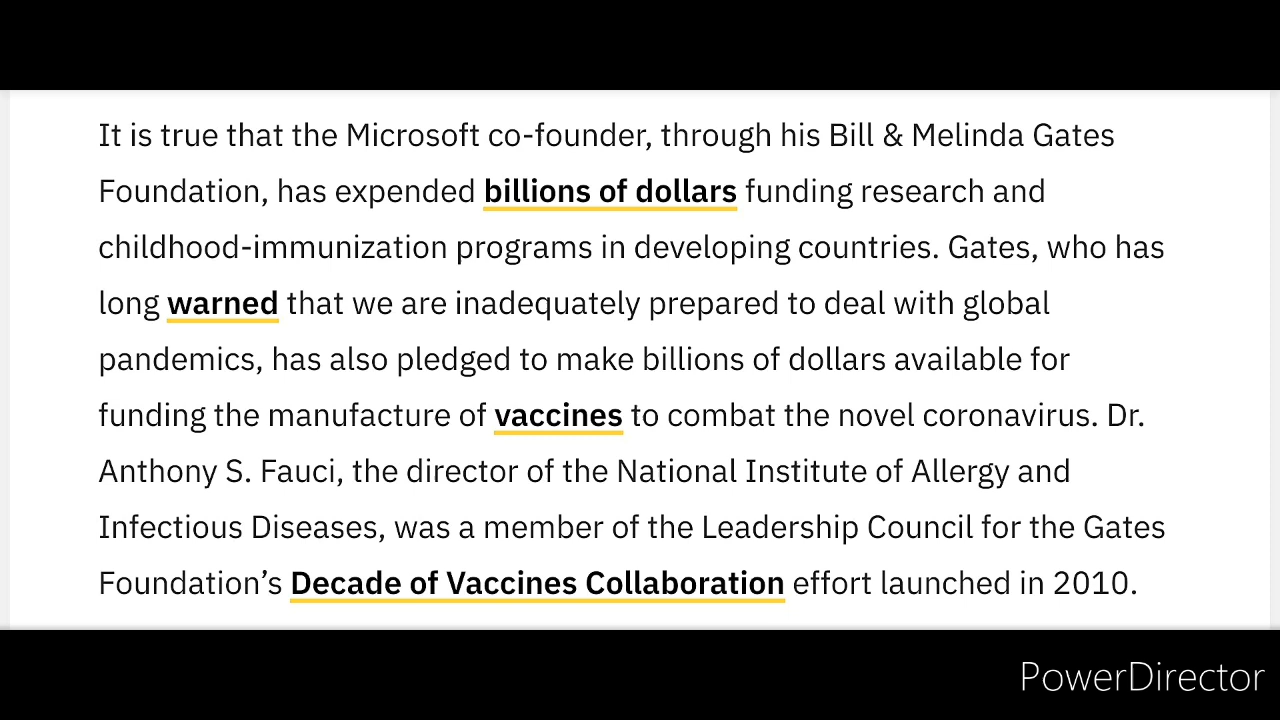 It is true that the Microsoft co-founder, through his Bill & Melinda Gates
Foundation, has expended billions of dollars funding research and
childhood-immunization programs in developing countries. Gates, who has
long warned that we are inadequately prepared to deal with global
pandemics, has also pledged to make billions of dollars available for
funding the manufacture of vaccines to combat the novel coronavirus. Dr.
Anthony S. Fauci, the director of the National Institute of Allergy and
Infectious Diseases, was a member of the Leadership Council for the Gates
Foundation’s Decade of Vaccines Collaboration effort launched in 2010.
PowerDirector